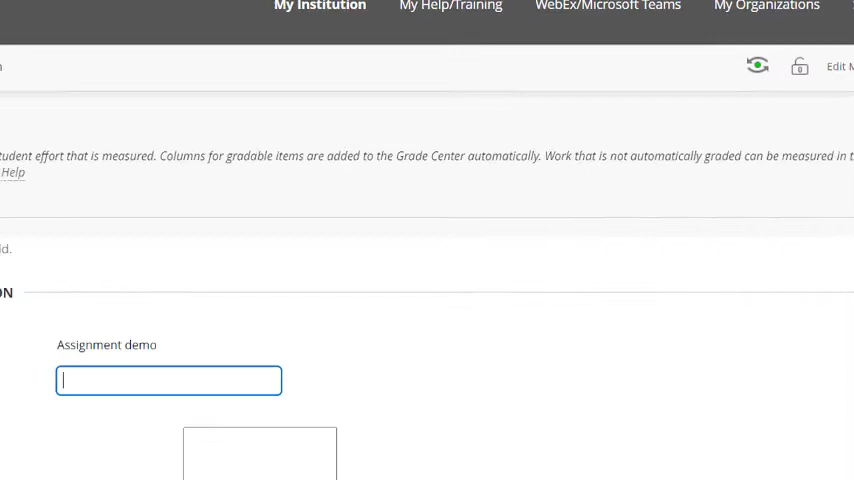 My Institution My Help/Training WebEx/Microsoft Teams My Organizations
0 Edit M
tudent effort that is measured. Columns for gradable items are added to the Grade Center automatically. Work that is not automatically graded can be measured in t
Help
ld.
ON
Assignment demo